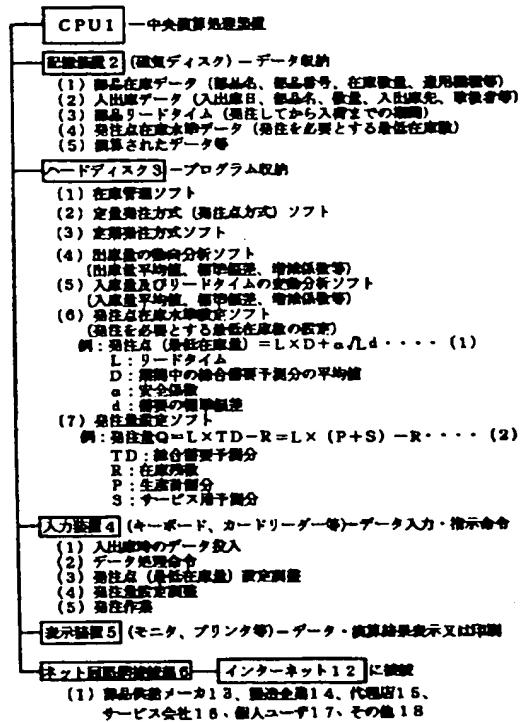 CPU1 ー中央演算処理装置
記憶装置2 (磁気ディスク) ーデータ収納
(1) 部品在庫データ (部品名、部品番号、在庫数量、適用機種等)
(2) 入出庫データ (入出庫日、部品名、数量、入出庫先、取扱者等)
(3) 部品リードタイム (発注してから入荷までの期間)
(4) 発注点在庫水準データ (発注を必要とする最低在庫数)
(5) 演算されたデータ等
ハードディスク3 ープログラム収納
(1) 在庫管理ソフト
(2) 定量発注方式 (発注点方式) ソフト
(3) 定期発注方式ソフト
(4) 出庫量の動向分析ソフト
(出庫量平均値、標準偏差、増減係数等)
(5) 入庫量及びリードタイムの変動分析ソフト
(入庫量平均値、標準偏差、増減係数等)
(6) 発注点在庫水準設定ソフト
(発注を必要とする最低在庫数の設定)
例:発注点 (最低在庫量) =L×D+α√Ld・・・・ (1)
L:リードタイム
D:期間中の総合需要予測分の平均値
α:安全係数
d:需要の標準偏差
(7) 発注量設定ソフト
例:発注量Q=L×TD-R=L× (P+S) -R・・・・ (2)
TD:総合需要予測分
R:在庫残数
P:生産計画分
S:サービス用予測分
入力装置4 (キーボード、カードリーダー等)ーデータ入力・指示命令
(1) 入出庫時のデータ投入
(2) データ処理命令
(3) 発注点 (最低在庫量) 設定調整
(4) 発注量設定調整
(5) 発注作業
表示装置5 (モニタ、プリンタ等) ーデータ・演算結果表示又は印刷
ネット回路網接続器6 インターネット12 に接続
(1) 部品供給メーカ13、製造企業14、代理店15、
サービス会社16、個人ユーザ17、その他18